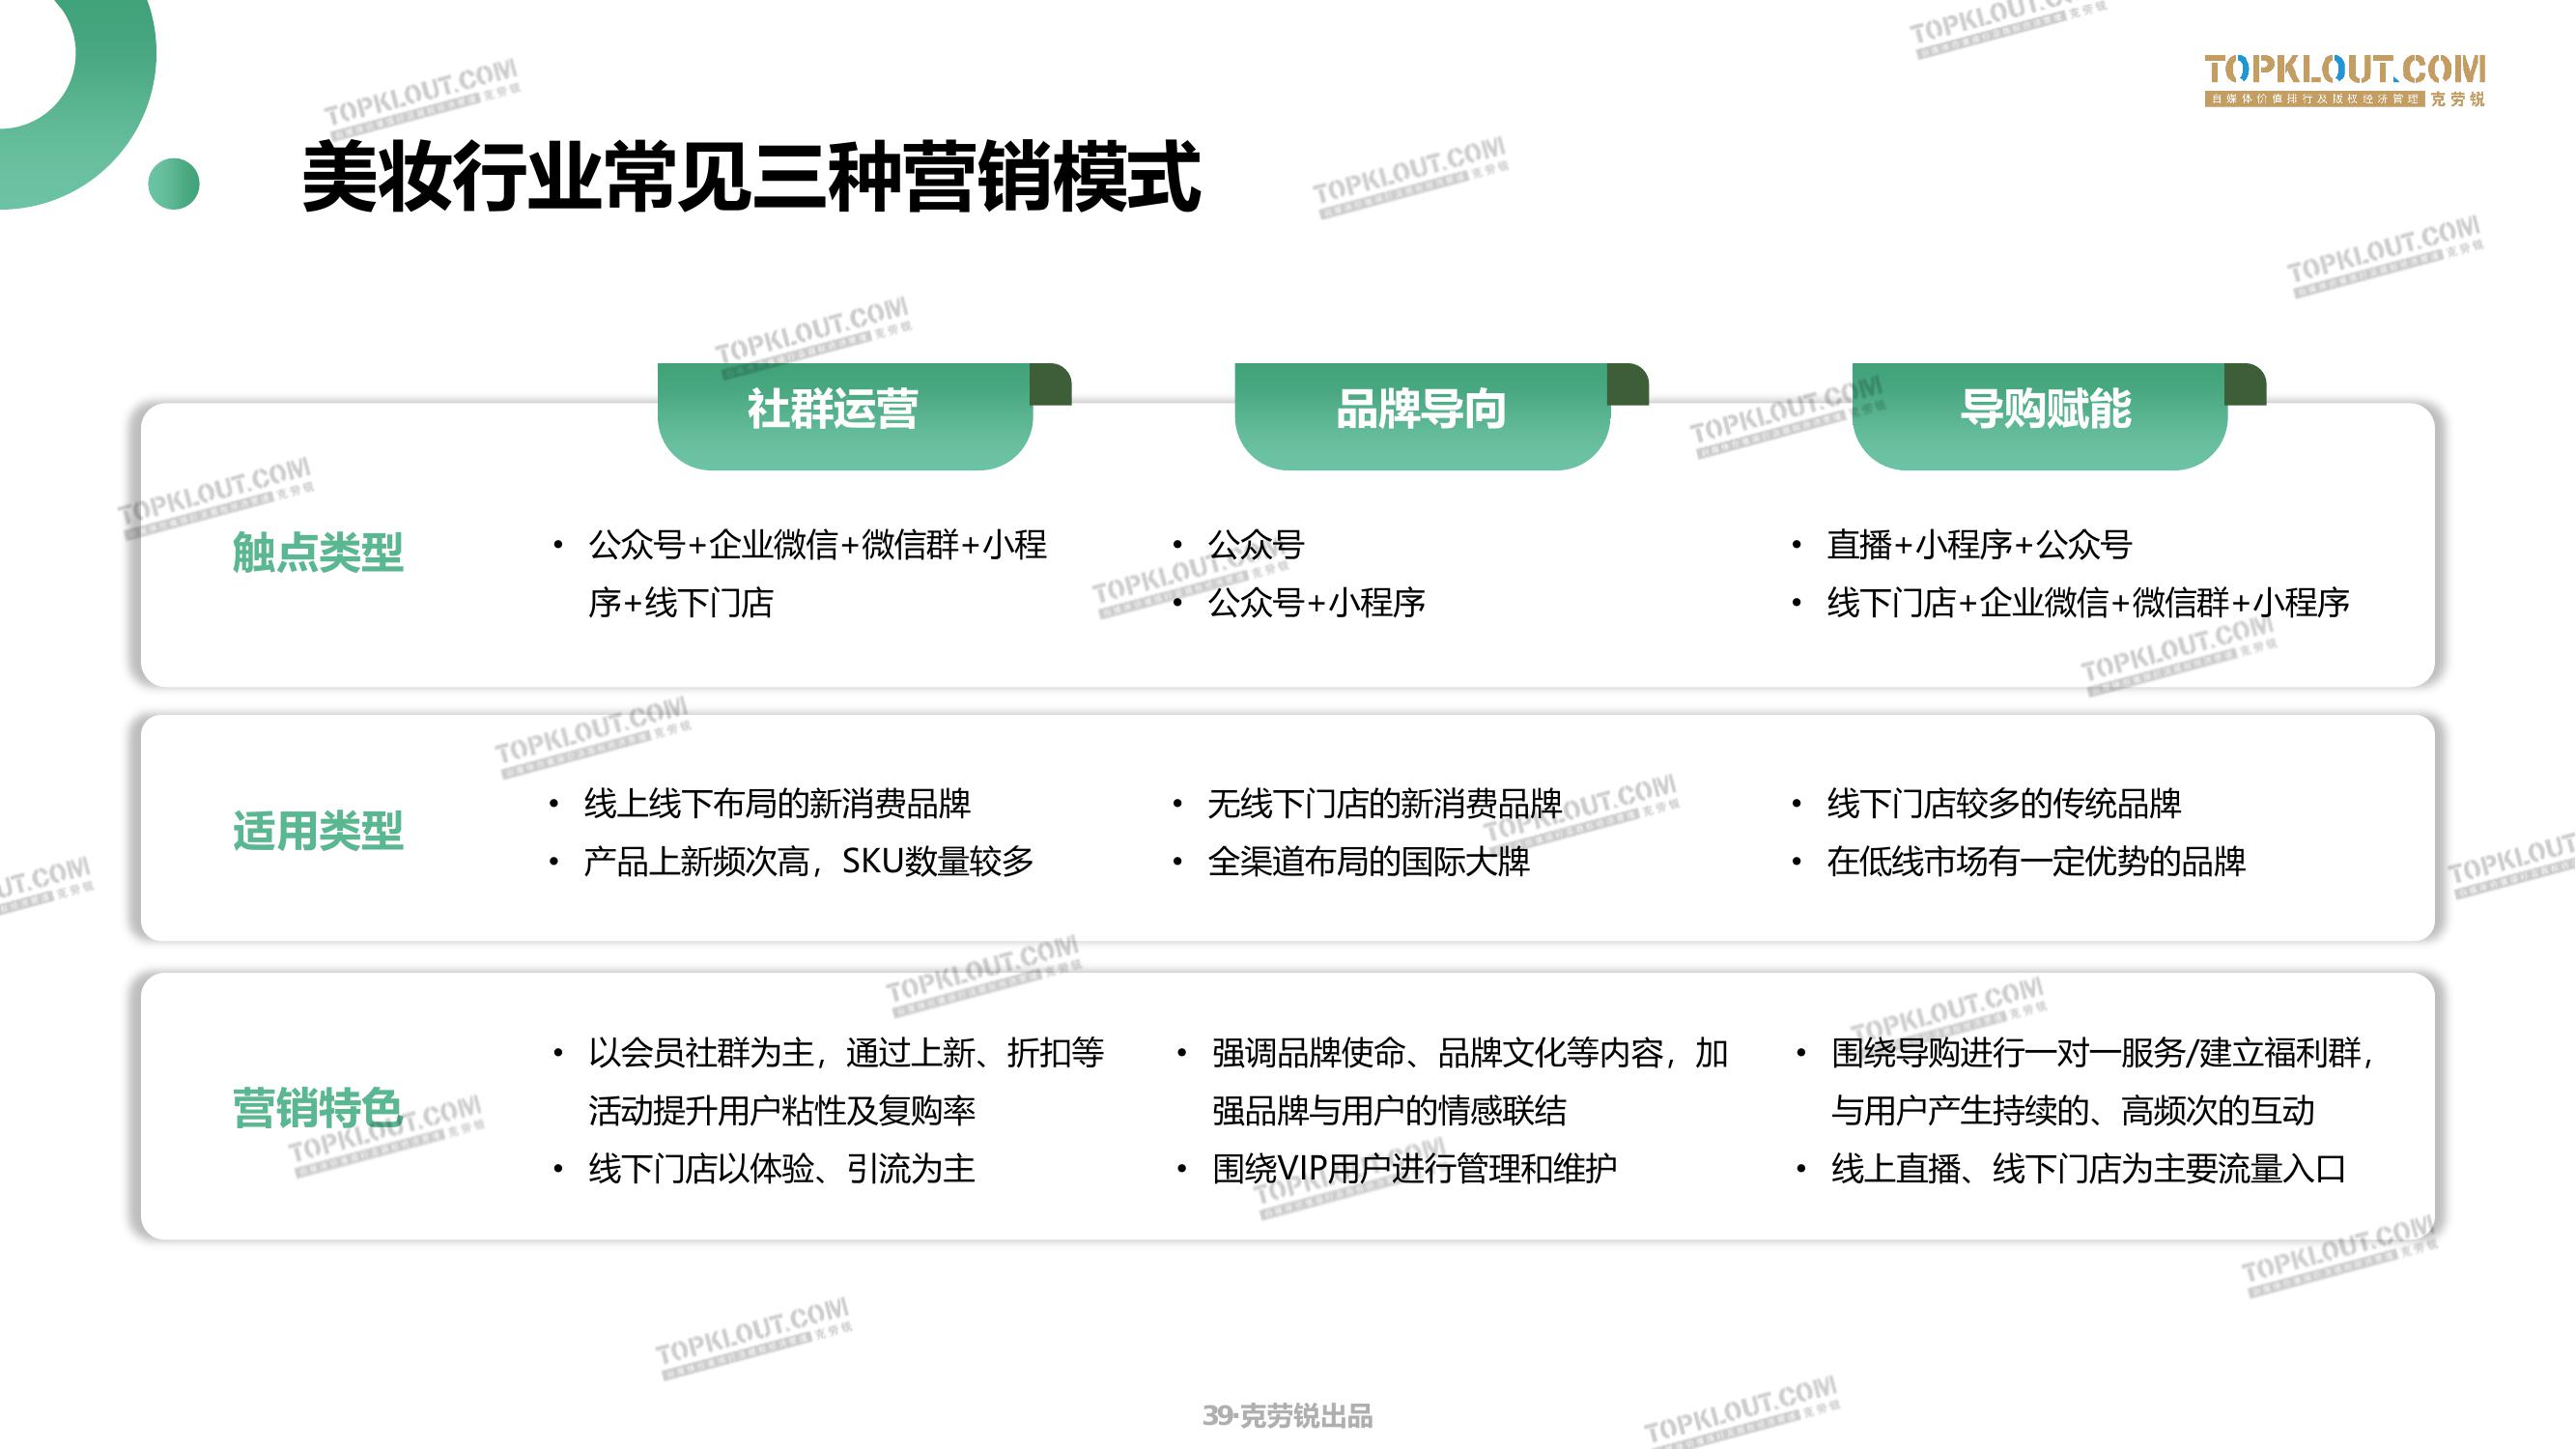 TOPKLOUT.COM
自媒体价值排行及版权经济管理 克劳锐
美妆行业常见三种营销模式
社群运营
品牌导向
导购赋能
触点类型
• 公众号+企业微信+微信群+小程
序+线下门店
• 公众号
• 公众号+小程序
• 直播+小程序+公众号
• 线下门店+企业微信+微信群+小程序
适用类型
• 线上线下布局的新消费品牌
• 产品上新频次高，SKU数量较多
• 无线下门店的新消费品牌
• 全渠道布局的国际大牌
• 线下门店较多的传统品牌
• 在低线市场有一定优势的品牌
营销特色
• 以会员社群为主，通过上新、折扣等
活动提升用户粘性及复购率
• 线下门店以体验、引流为主
• 强调品牌使命、品牌文化等内容，加
强品牌与用户的情感联结
• 围绕VIP用户进行管理和维护
• 围绕导购进行一对一服务/建立福利群，
与用户产生持续的、高频次的互动
• 线上直播、线下门店为主要流量入口
39·克劳锐出品